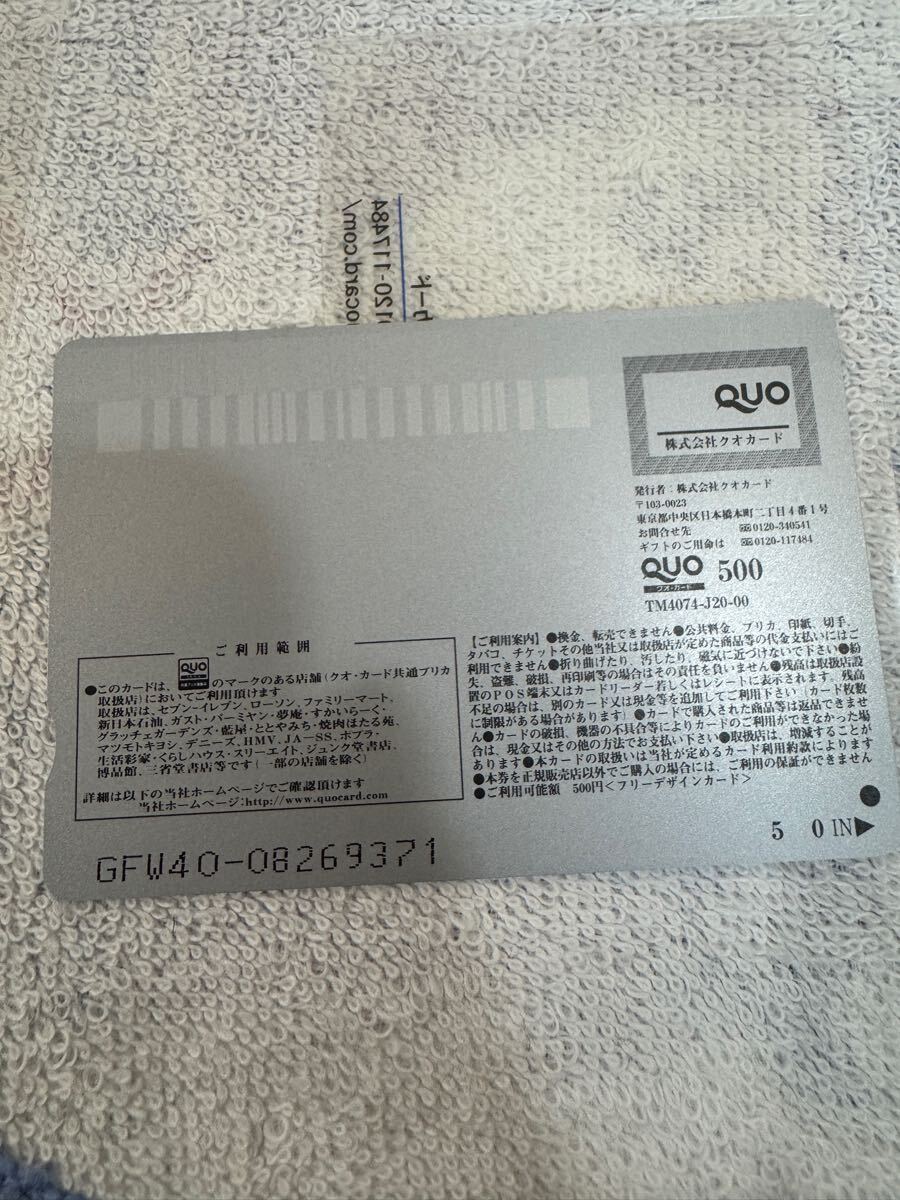 QUO
株式会社クオカード
発行者：株式会社クオカード
〒103-0023
東京都中央区日本橋本町二丁目4番1号
お問合せ先 0120-340541
ギフトのご用命は 0120-117484
QUO 500
クオ・カード
TM4074-J20-00
ご利用範囲
●このカードは、QUOのマークのある店舗(クオ・カード共通プリカ
取扱店)においてご利用頂けます
取扱店は、セブン-イレブン、ローソン、ファミリーマート、
新日本石油、ガスト・バーミヤン・夢庵・すかいらーく・
グラッチェガーデンズ・藍屋・ととやみち・焼肉ほたる苑、
マツモトキヨシ、デニーズ、HMV、JA-SS、ポプラ・
生活彩家・くらしハウス・スリーエイト、ジュンク堂書店、
博品館、三省堂書店等です(一部の店舗を除く)
詳細は以下の当社ホームページでご確認頂けます
当社ホームページ:http://www.quocard.com
【ご利用案内】●換金、転売できません●公共料金、プリカ、印紙、切手、
タバコ、チケットその他当社又は取扱店が定めた商品等の代金支払いにはご
利用できません●折り曲げたり、汚したり、磁気に近づけないで下さい●紛
失、盗難、破損、再印刷等の場合はその責任を負いません●残高は取扱店設
置のPOS端末又はカードリーダー若しくはレシートに表示されます。残高
不足の場合は、別のカード又は現金等を追加してご利用下さい(カード枚数
に制限がある場合があります)●カードで購入された商品等は返品できませ
ん●カードの破損、機器の不具合等によりカードのご利用ができなかった場
合は、現金又はその他の方法でお支払い下さい●取扱店は、増減することが
あります●本カードの取扱いは当社が定めるカード利用約款によります
●本券を正規販売店以外でご購入の場合には、ご利用の保証ができません
●ご利用可能額 500円<フリーデザインカード>
5 0 IN▶
GFW40-08269371